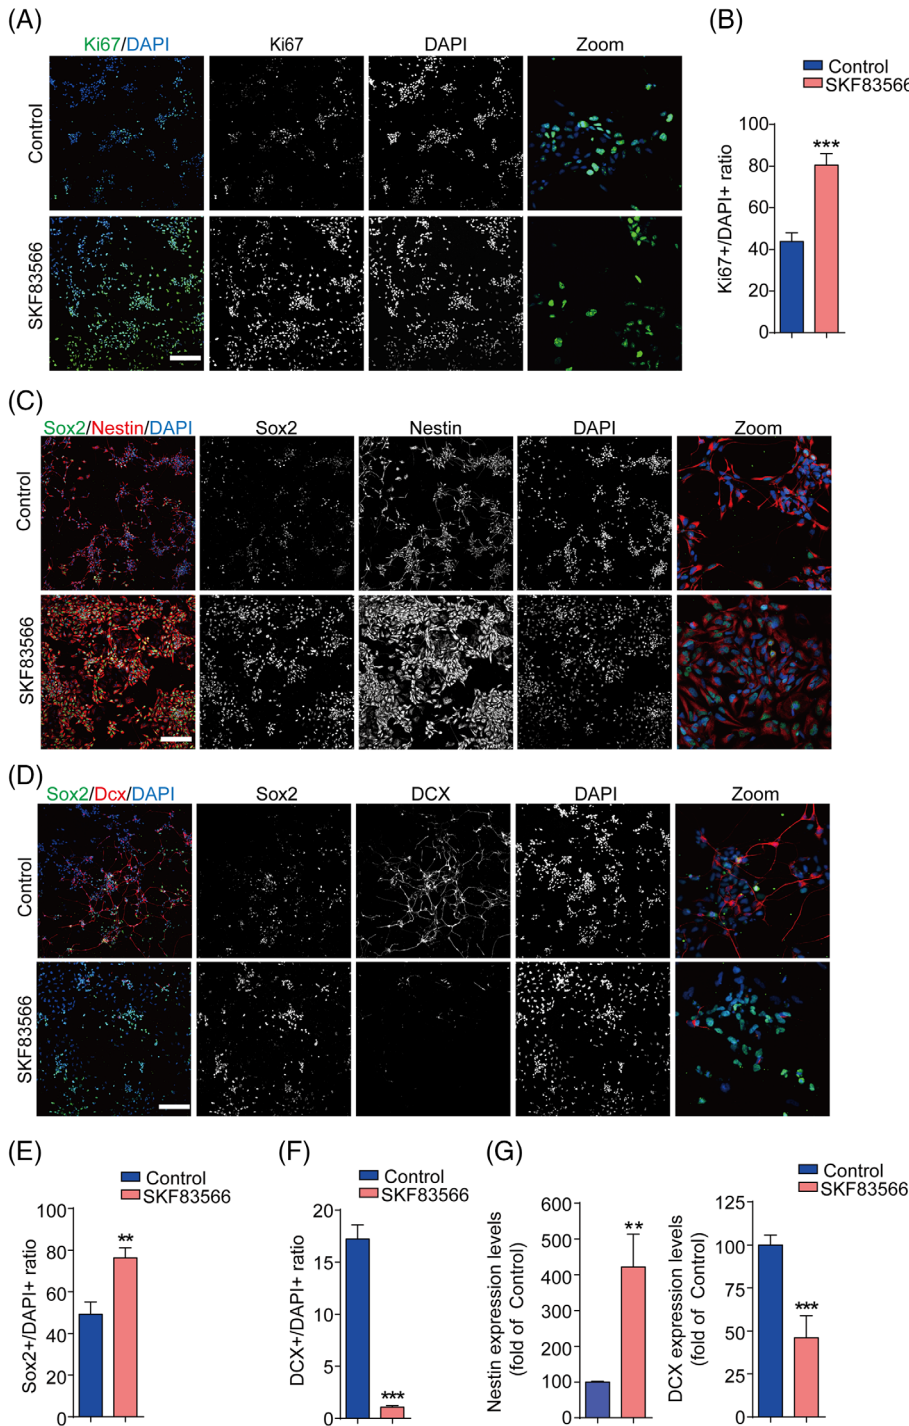 (A)
Ki67/DAPI Ki67 DAPI Zoom
Control
SKF83566
(B)
Control
SKF83566
Ki67+/DAPI+ ratio
100
80
60
40
20
0
***
(C)
Sox2/Nestin/DAPI Sox2 Nestin DAPI Zoom
Control
SKF83566
(D)
Sox2/Dcx/DAPI Sox2 DCX DAPI Zoom
Control
SKF83566
(E)
Control
SKF83566
Sox2+/DAPI+ ratio
100
80
60
40
20
0
**
(F)
Control
SKF83566
DCX+/DAPI+ ratio
20
15
10
5
0
***
(G)
Nestin expression levels
(fold of Control)
600
500
400
300
200
100
0
**
Control
SKF83566
DCX expression levels
(fold of Control)
125
100
75
50
25
0
***